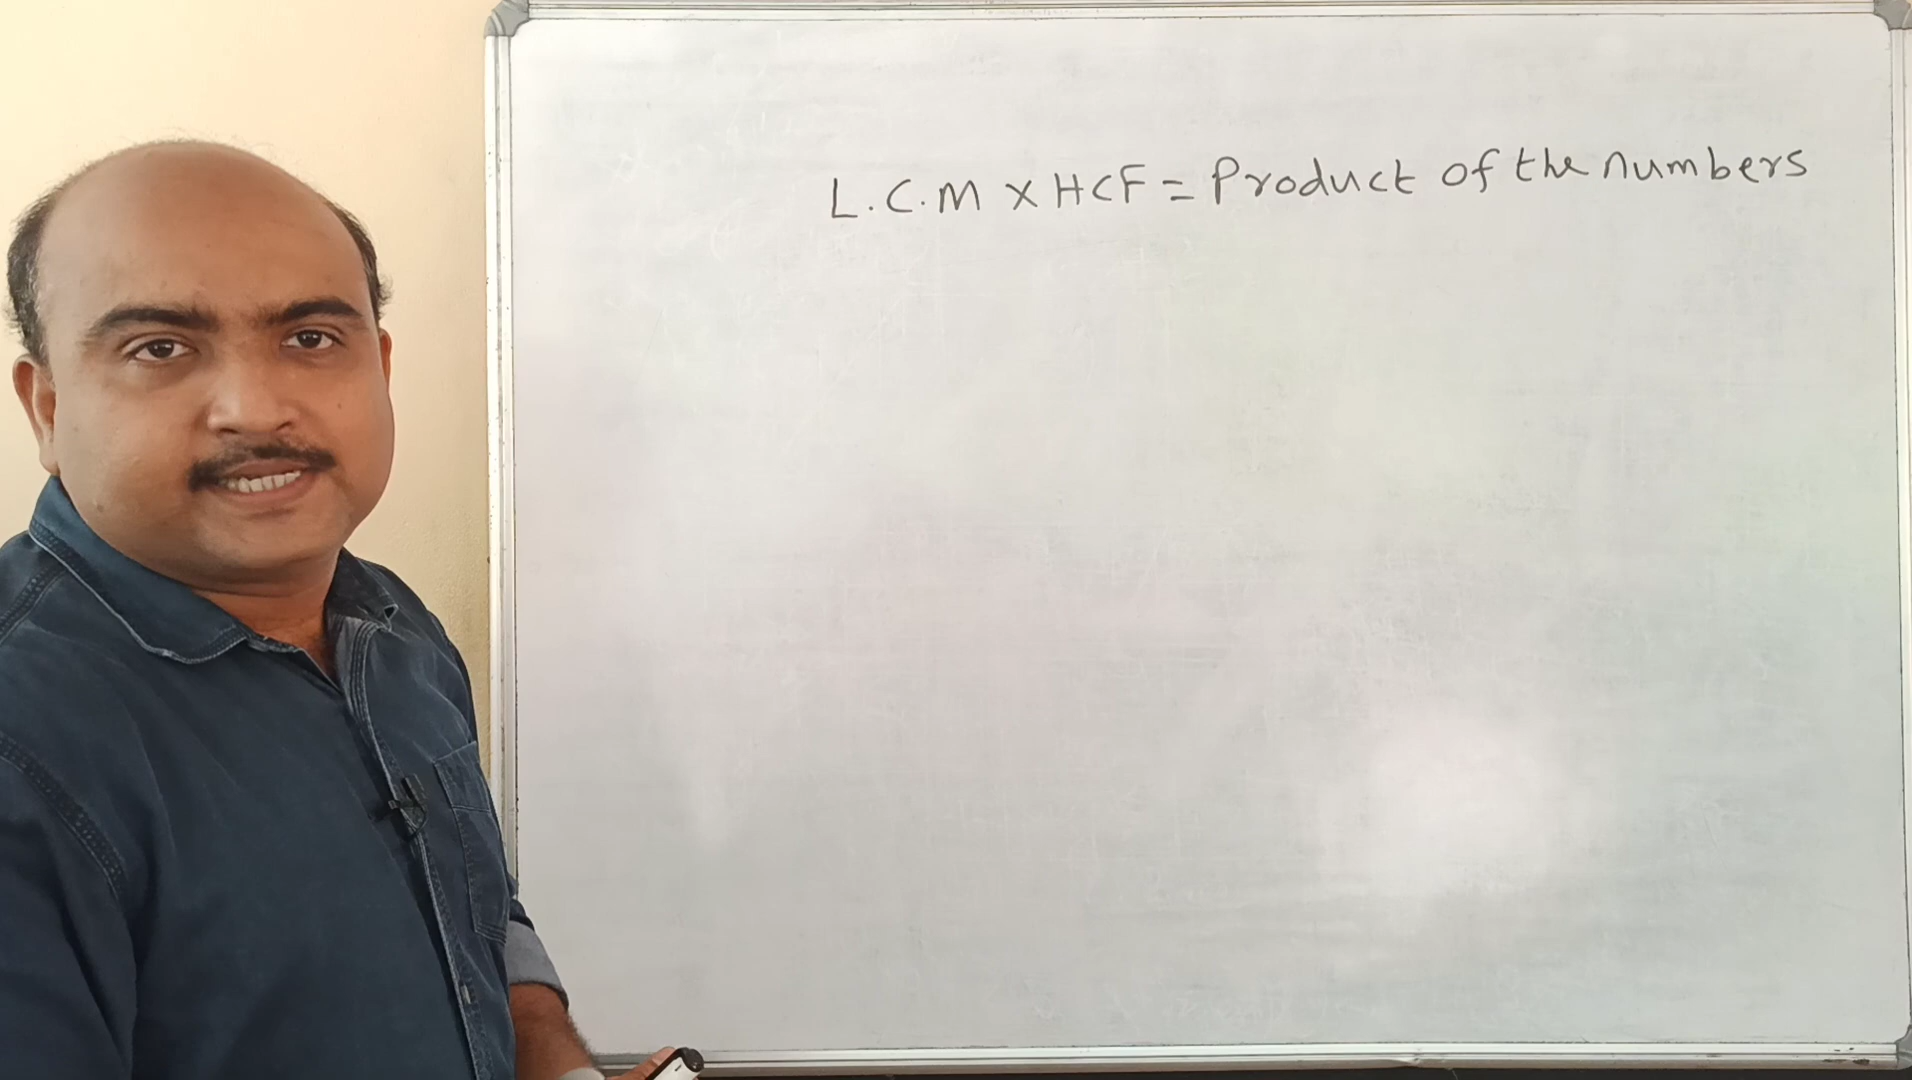 L.C.M X HCF = Product of the numbers